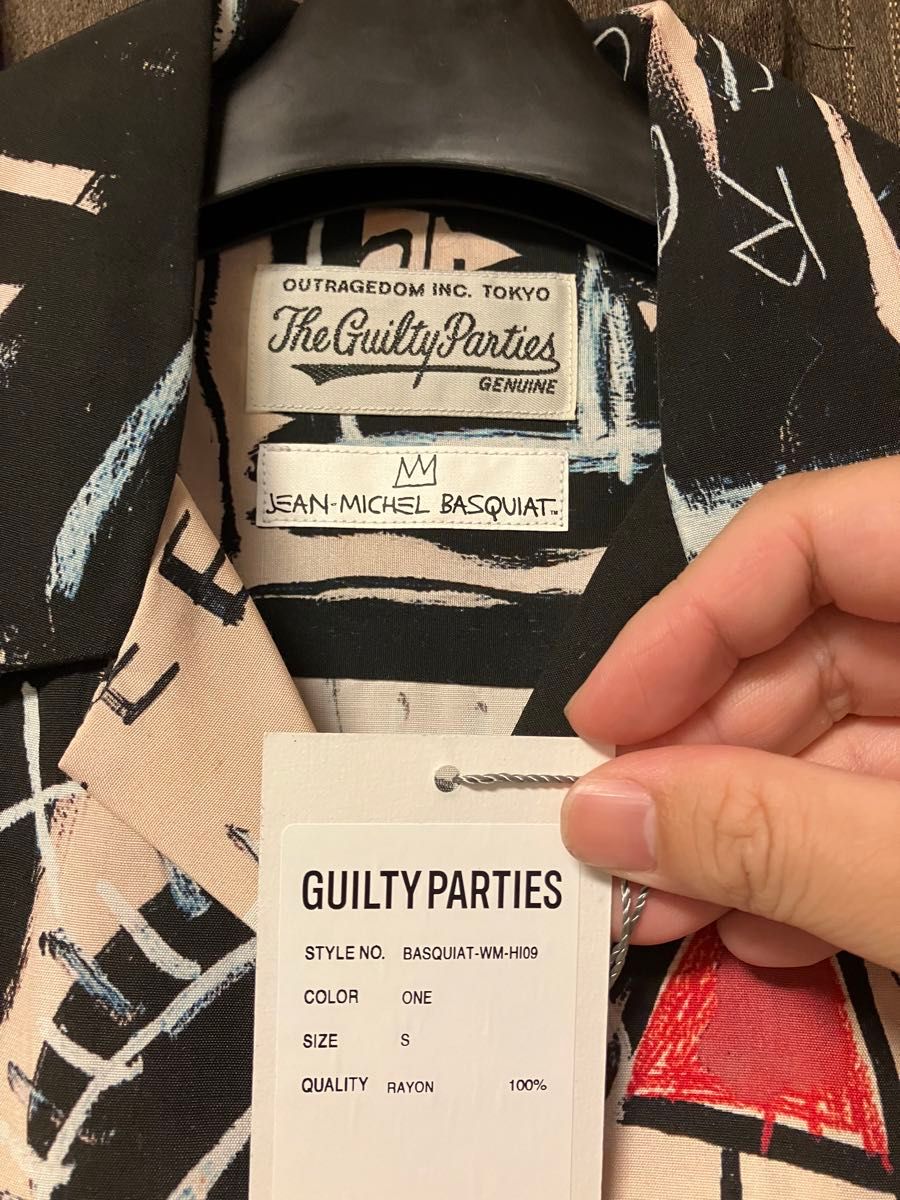 OUTRAGEDOM INC. TOKYO
The Guilty Parties
GENUINE
JEAN-MICHEL BASQUIAT™
GUILTY PARTIES
STYLE NO. BASQUIAT-WM-HI09
COLOR ONE
SIZE S
QUALITY RAYON 100%